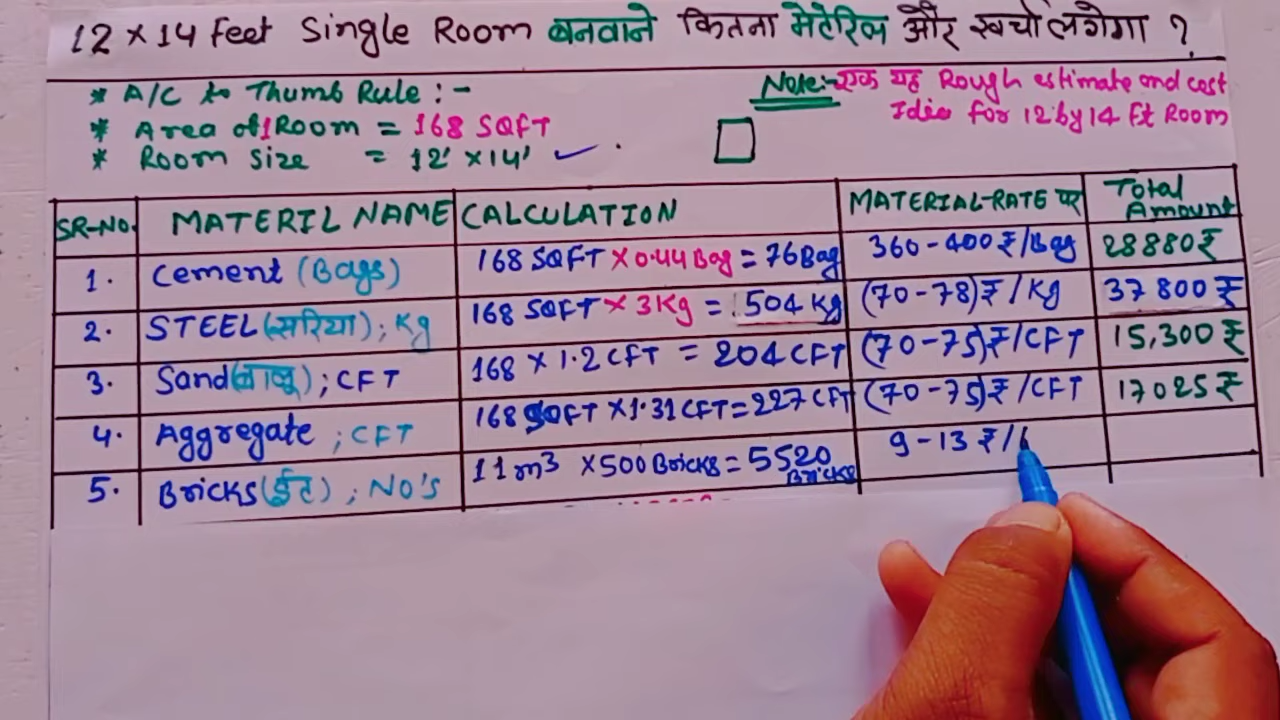 12 × 14 Feet Single Room बनवाने कितना मेटेरिल और खर्चा लगेगा ?
* A/C to Thumb Rule :-
* Area of 1 Room = 168 SQFT
* Room Size = 12' × 14'
Note:- एक यह Rough estimate and cost
Idie for 12 by 14 Ft Room
SR-NO. MATERIL NAME CALCULATION MATERIAL-RATE पर Total Amount
1. Cement (Bags) 168 SQFT × 0.44 Bag = 76 Bag 360-400 ₹/Bag 28880 ₹
2. STEEL (सरिया) ; Kg 168 SQFT × 3 Kg = 504 Kg (70-78) ₹/Kg 37800 ₹
3. Sand (बालू) ; CFT 168 × 1.2 CFT = 204 CFT (70-75) ₹/CFT 15,300 ₹
4. Aggregate ; CFT 168 SQFT × 1.31 CFT = 227 CFT (70-75) ₹/CFT 17025 ₹
5. Bricks (ईट) ; NO's 11 m³ × 500 Bricks = 5520 Bricks 9-13 ₹/